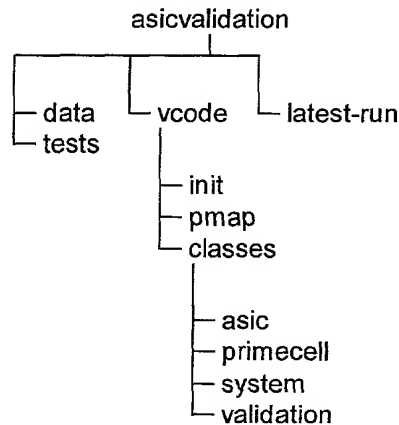 asicvalidation
data
vcode
latest-run
tests
init
pmap
classes
asic
primecell
system
validation